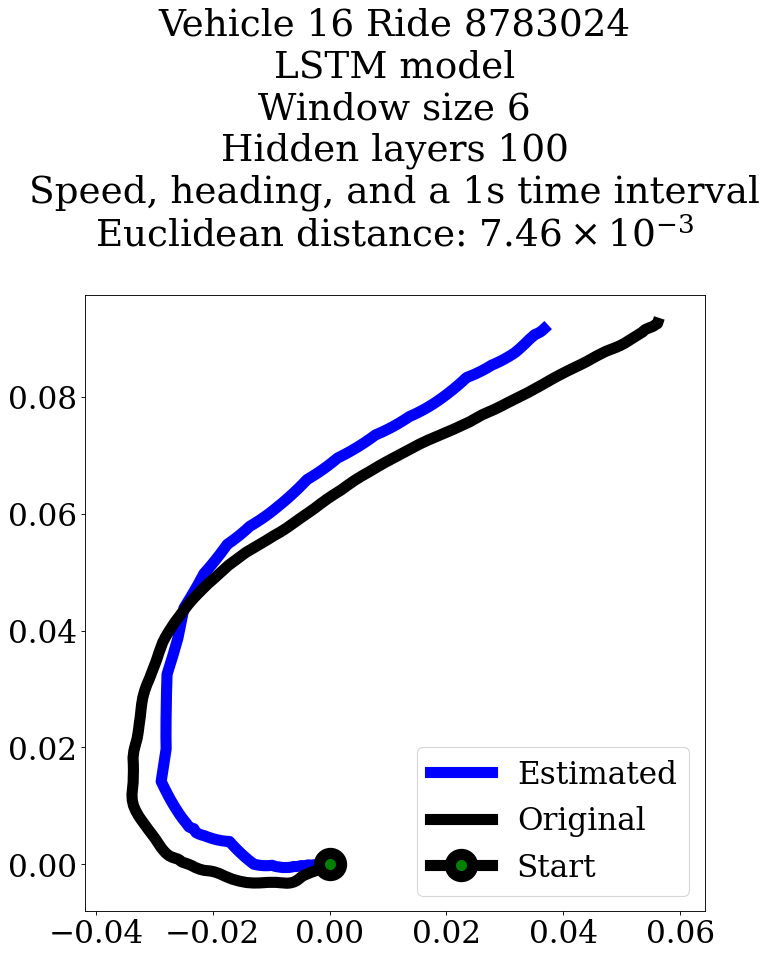 Vehicle 16 Ride 8783024
LSTM model
Window size 6
Hidden layers 100
Speed, heading, and a 1s time interval
Euclidean distance: 7.46 × 10⁻³
0.08
0.06
0.04
0.02
0.00
Estimated
Original
Start
−0.04 −0.02 0.00 0.02 0.04 0.06